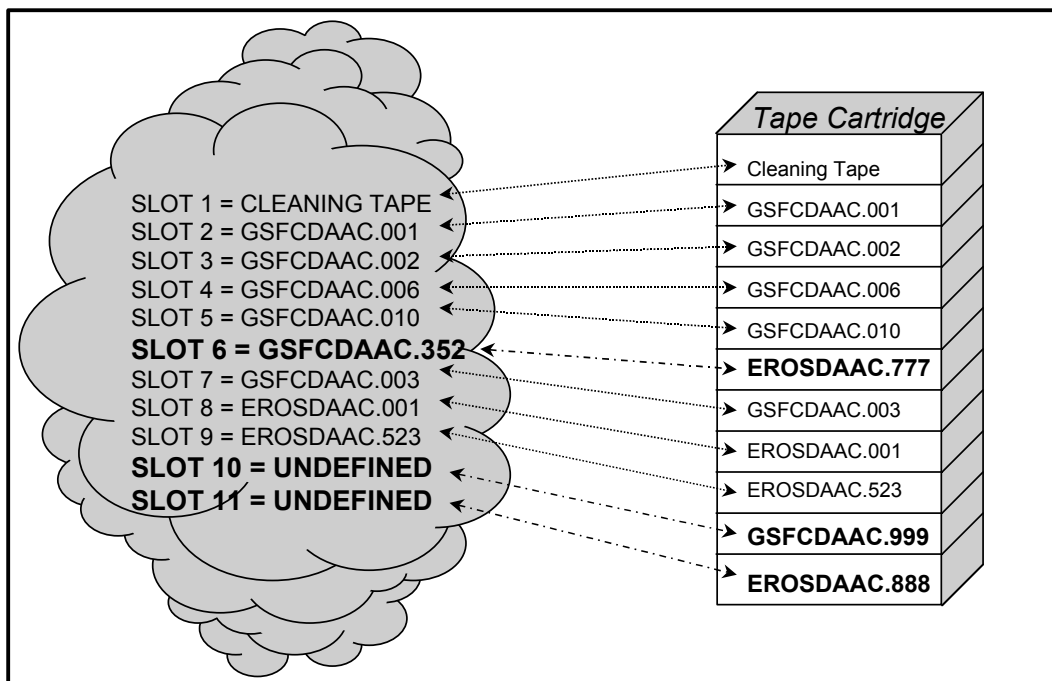 SLOT 1 = CLEANING TAPE
SLOT 2 = GSFCDAAC.001
SLOT 3 = GSFCDAAC.002
SLOT 4 = GSFCDAAC.006
SLOT 5 = GSFCDAAC.010
SLOT 6 = GSFCDAAC.352
SLOT 7 = GSFCDAAC.003
SLOT 8 = EROSDAAC.001
SLOT 9 = EROSDAAC.523
SLOT 10 = UNDEFINED
SLOT 11 = UNDEFINED
Tape Cartridge
Cleaning Tape
GSFCDAAC.001
GSFCDAAC.002
GSFCDAAC.006
GSFCDAAC.010
EROSDAAC.777
GSFCDAAC.003
EROSDAAC.001
EROSDAAC.523
GSFCDAAC.999
EROSDAAC.888